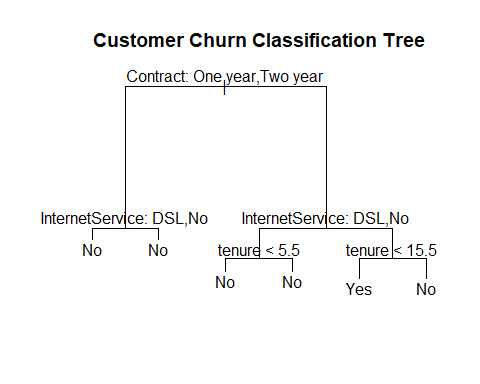 Customer Churn Classification Tree
Contract: One year,Two year
InternetService: DSL,No
InternetService: DSL,No
No
No
tenure < 5.5
tenure < 15.5
No
No
Yes
No